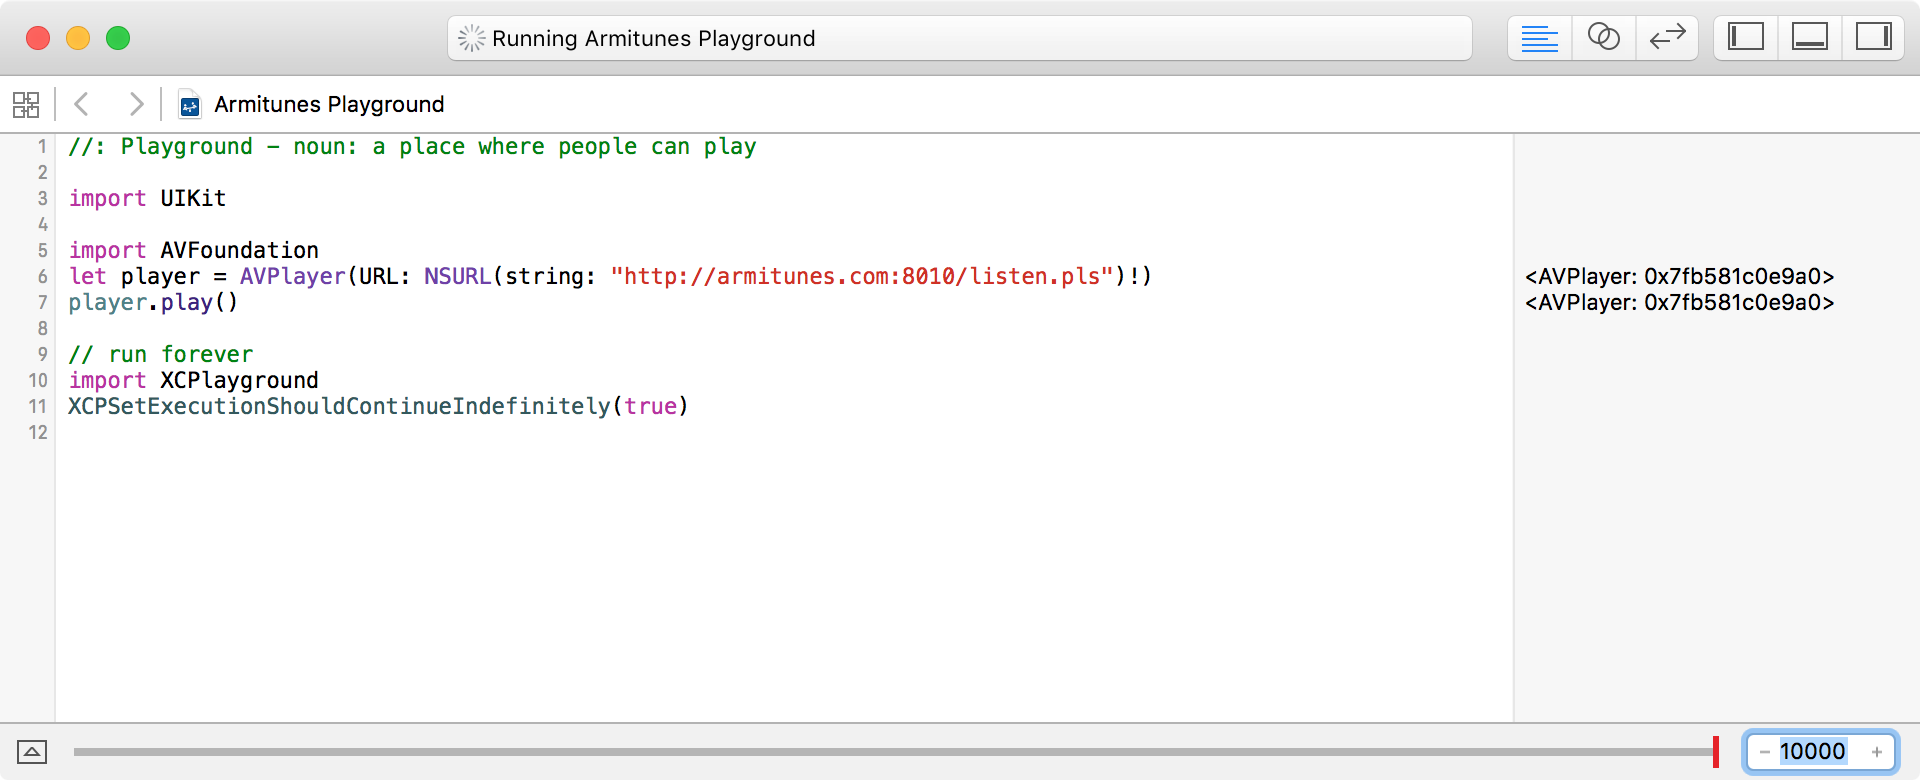 Running Armitunes Playground
Armitunes Playground
1 //: Playground – noun: a place where people can play
2
3 import UIKit
4
5 import AVFoundation
6 let player = AVPlayer(URL: NSURL(string: "http://armitunes.com:8010/listen.pls")!) <AVPlayer: 0x7fb581c0e9a0>
7 player.play() <AVPlayer: 0x7fb581c0e9a0>
8
9 // run forever
10 import XCPlayground
11 XCPSetExecutionShouldContinueIndefinitely(true)
12
– 10000 +